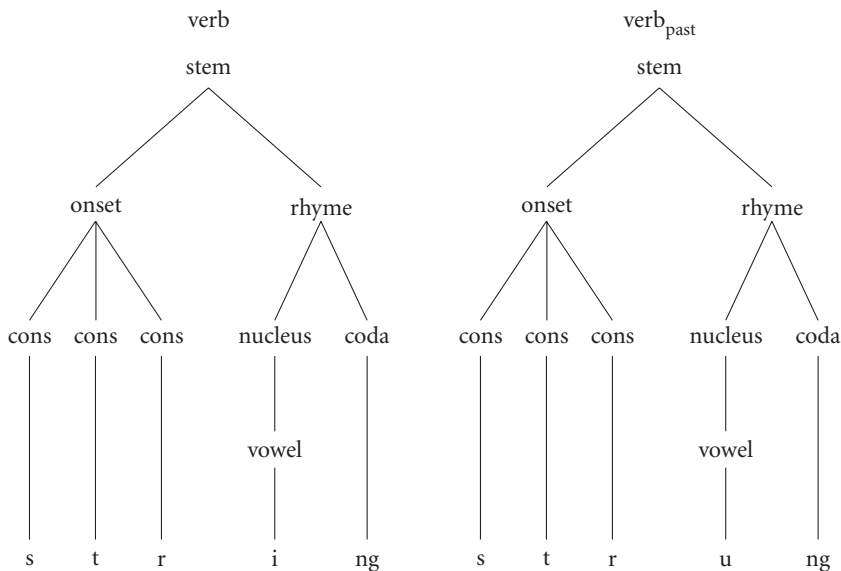 verb verb_past
stem stem
onset rhyme onset rhyme
cons cons cons nucleus coda cons cons cons nucleus coda
vowel vowel
s t r i ng s t r u ng